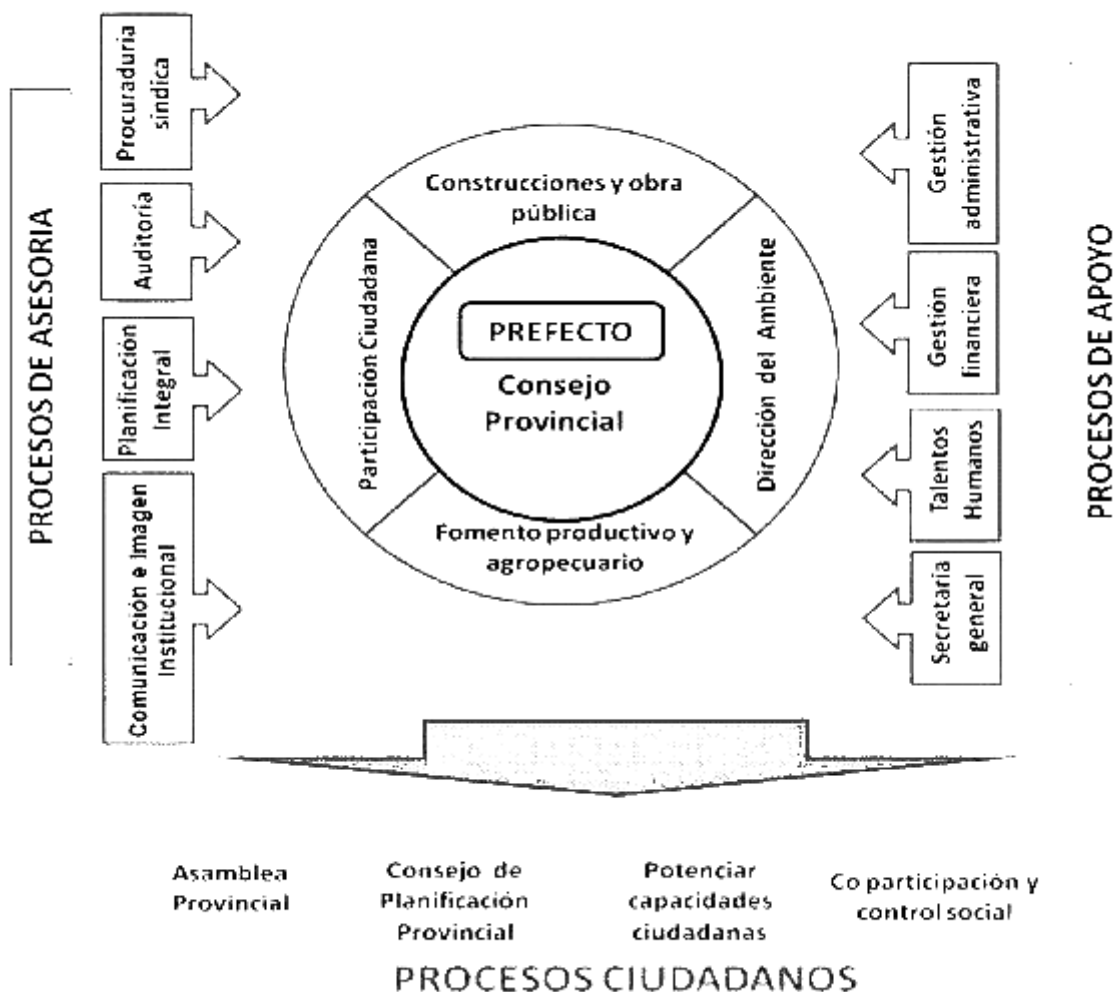 PROCESOS DE ASESORIA
Procuraduria
sindica
Auditoria
Planificación
Integral
Comunicación e Imagen
Institucional
Construcciones y obra
pública
Participación Ciudadana
PREFECTO
Consejo
Provincial
Dirección del Ambiente
Fomento productivo y
agropecuario
Gestión
administrativa
Gestión
financiera
Talentos
Humanos
Secretaria
general
PROCESOS DE APOYO
Asamblea
Provincial
Consejo de
Planificación
Provincial
Potenciar
capacidades
ciudadanas
Co participación y
control social
PROCESOS CIUDADANOS